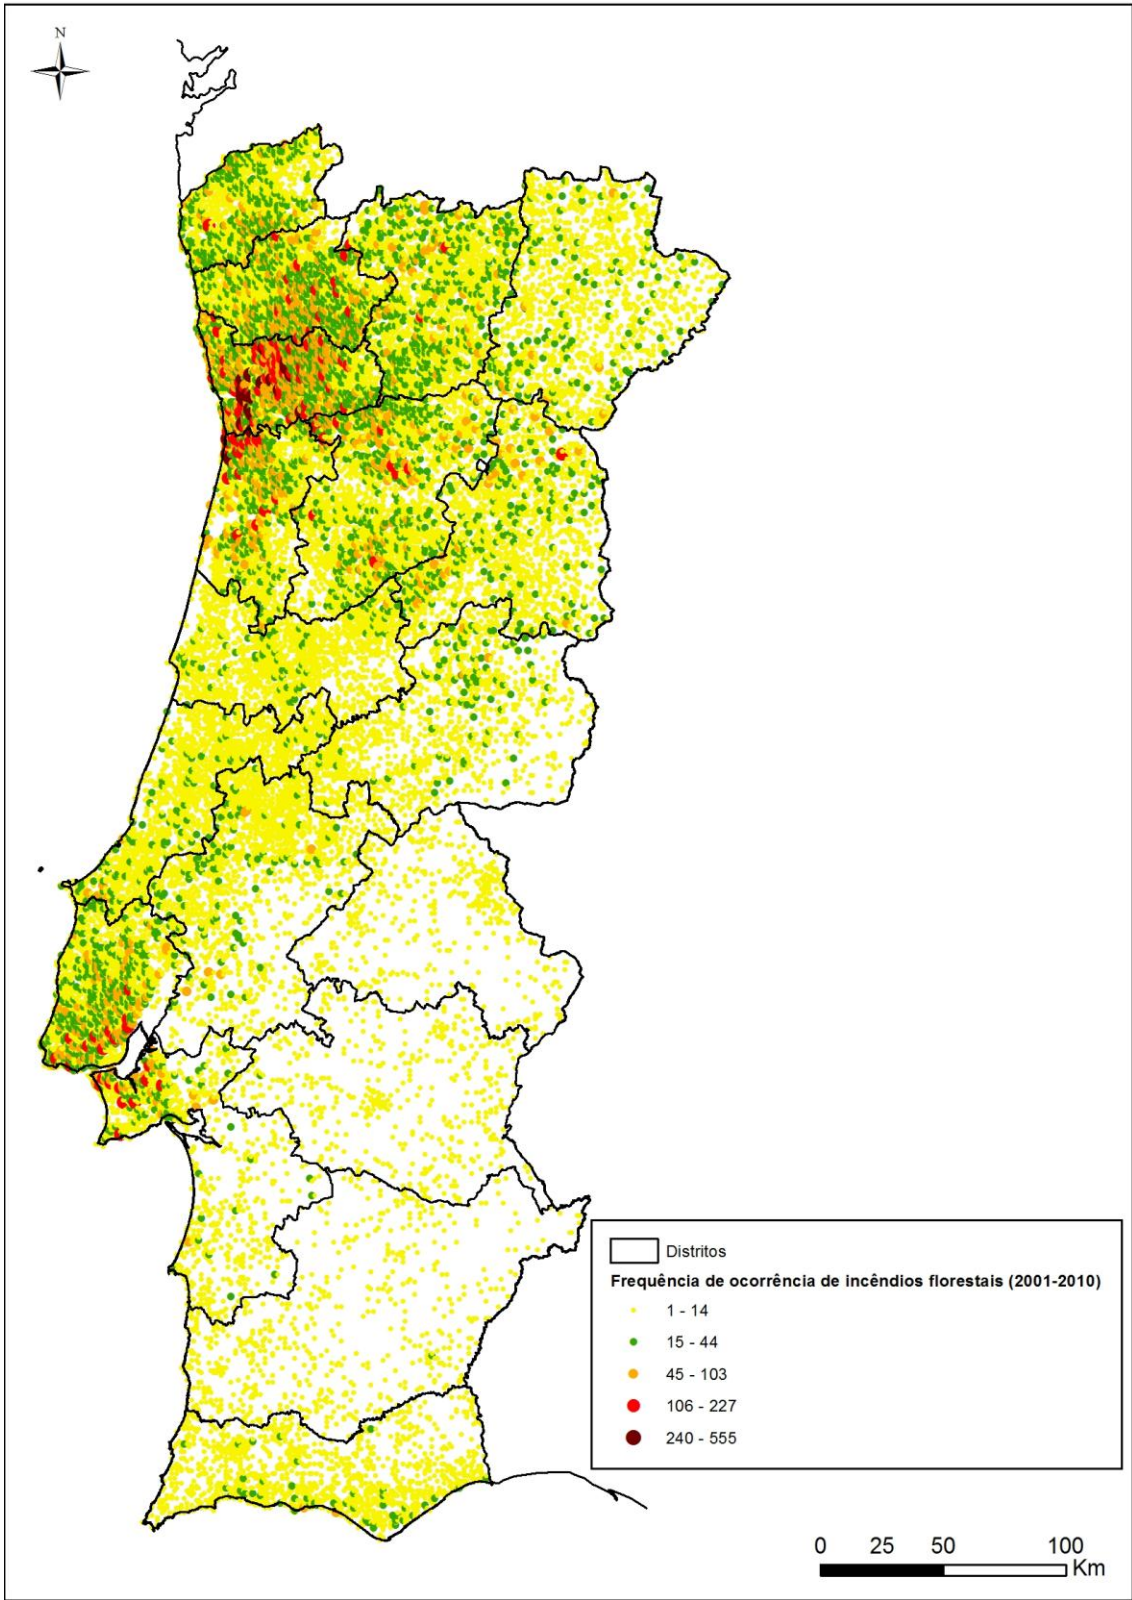 N
Distritos
Frequência de ocorrência de incêndios florestais (2001-2010)
1 - 14
15 - 44
45 - 103
106 - 227
240 - 555
0 25 50 100
Km